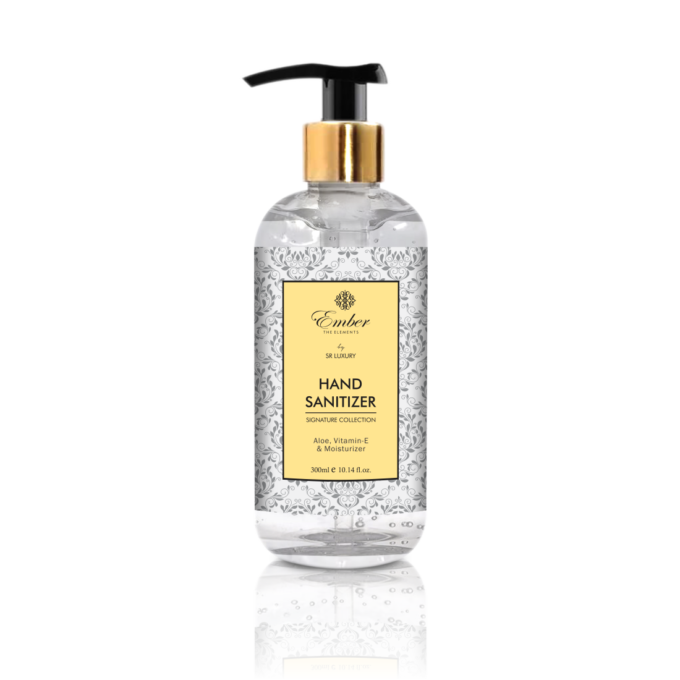 Ember
THE ELEMENTS
by
SR LUXURY
HAND
SANITIZER
SIGNATURE COLLECTION
Aloe, Vitamin-E
& Moisturizer
300ml e 10.14 fl.oz.